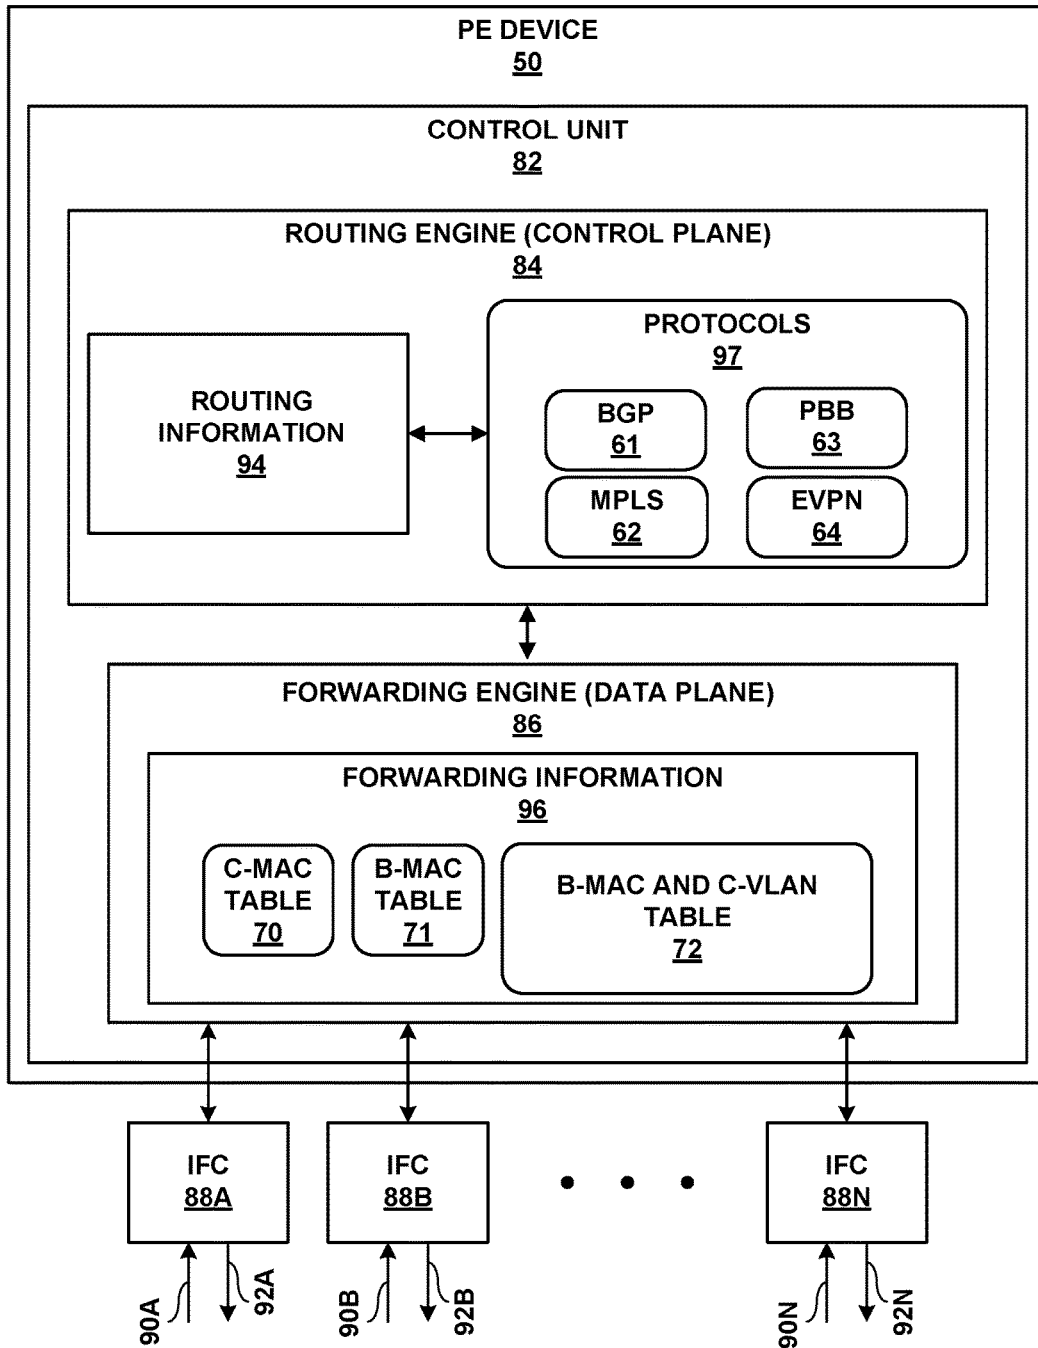 PE DEVICE
50
CONTROL UNIT
82
ROUTING ENGINE (CONTROL PLANE)
84
ROUTING
INFORMATION
94
PROTOCOLS
97
BGP
61
PBB
63
MPLS
62
EVPN
64
FORWARDING ENGINE (DATA PLANE)
86
FORWARDING INFORMATION
96
C-MAC
TABLE
70
B-MAC
TABLE
71
B-MAC AND C-VLAN
TABLE
72
IFC
88A
IFC
88B
IFC
88N
90A
92A
90B
92B
90N
92N